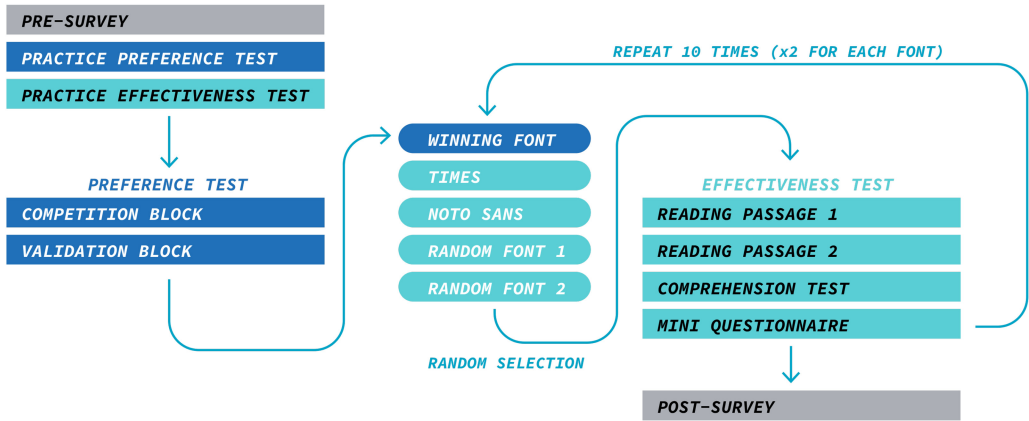 PRE-SURVEY
PRACTICE PREFERENCE TEST
PRACTICE EFFECTIVENESS TEST
PREFERENCE TEST
COMPETITION BLOCK
VALIDATION BLOCK
WINNING FONT
TIMES
NOTO SANS
RANDOM FONT 1
RANDOM FONT 2
RANDOM SELECTION
REPEAT 10 TIMES (x2 FOR EACH FONT)
EFFECTIVENESS TEST
READING PASSAGE 1
READING PASSAGE 2
COMPREHENSION TEST
MINI QUESTIONNAIRE
POST-SURVEY